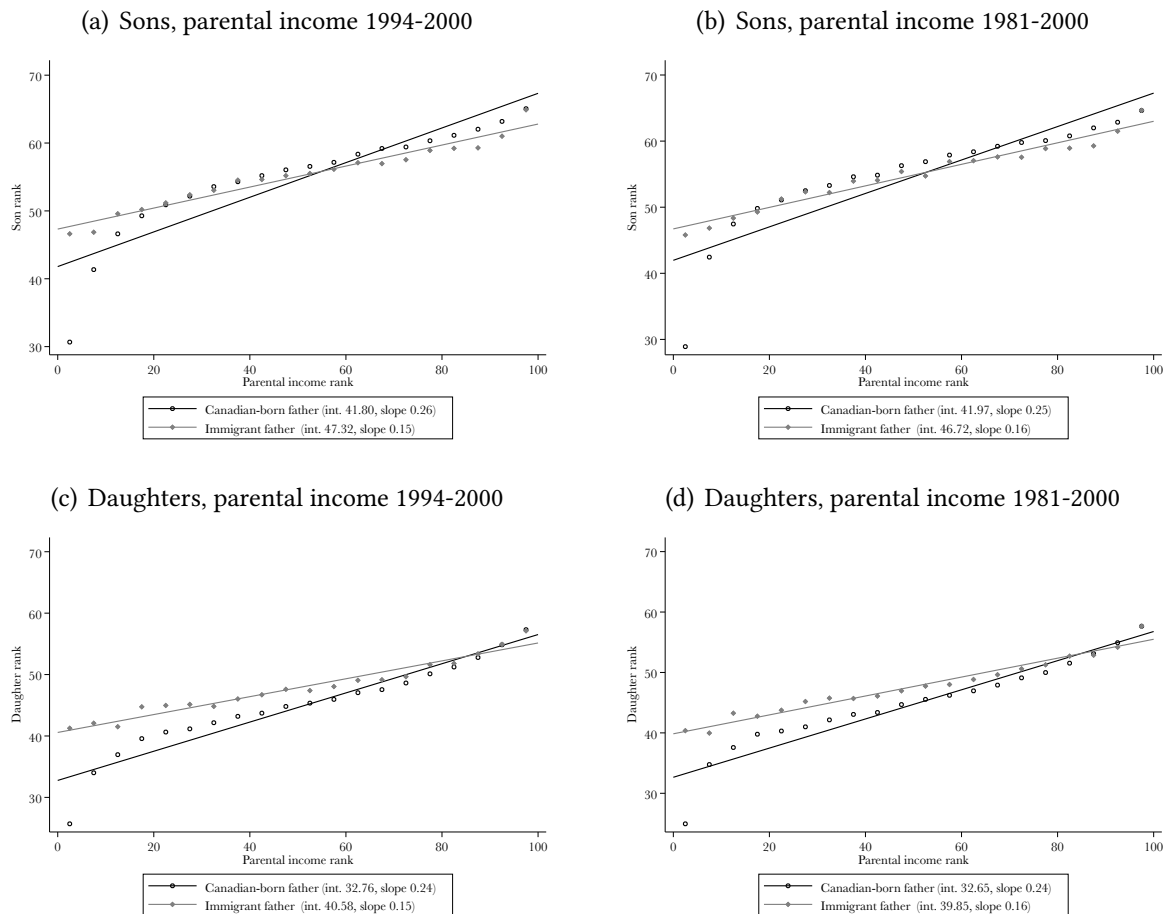 (a) Sons, parental income 1994-2000
70
60
50
40
30
Son rank
0 20 40 60 80 100
Parental income rank
Canadian-born father (int. 41.80, slope 0.26)
Immigrant father (int. 47.32, slope 0.15)
(b) Sons, parental income 1981-2000
70
60
50
40
30
Son rank
0 20 40 60 80 100
Parental income rank
Canadian-born father (int. 41.97, slope 0.25)
Immigrant father (int. 46.72, slope 0.16)
(c) Daughters, parental income 1994-2000
70
60
50
40
30
Daughter rank
0 20 40 60 80 100
Parental income rank
Canadian-born father (int. 32.76, slope 0.24)
Immigrant father (int. 40.58, slope 0.15)
(d) Daughters, parental income 1981-2000
70
60
50
40
30
Daughter rank
0 20 40 60 80 100
Parental income rank
Canadian-born father (int. 32.65, slope 0.24)
Immigrant father (int. 39.85, slope 0.16)